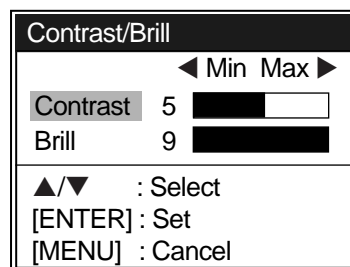 Contrast/Brill
◀ Min Max ▶
Contrast 5
Brill 9
▲/▼ : Select
[ENTER] : Set
[MENU] : Cancel